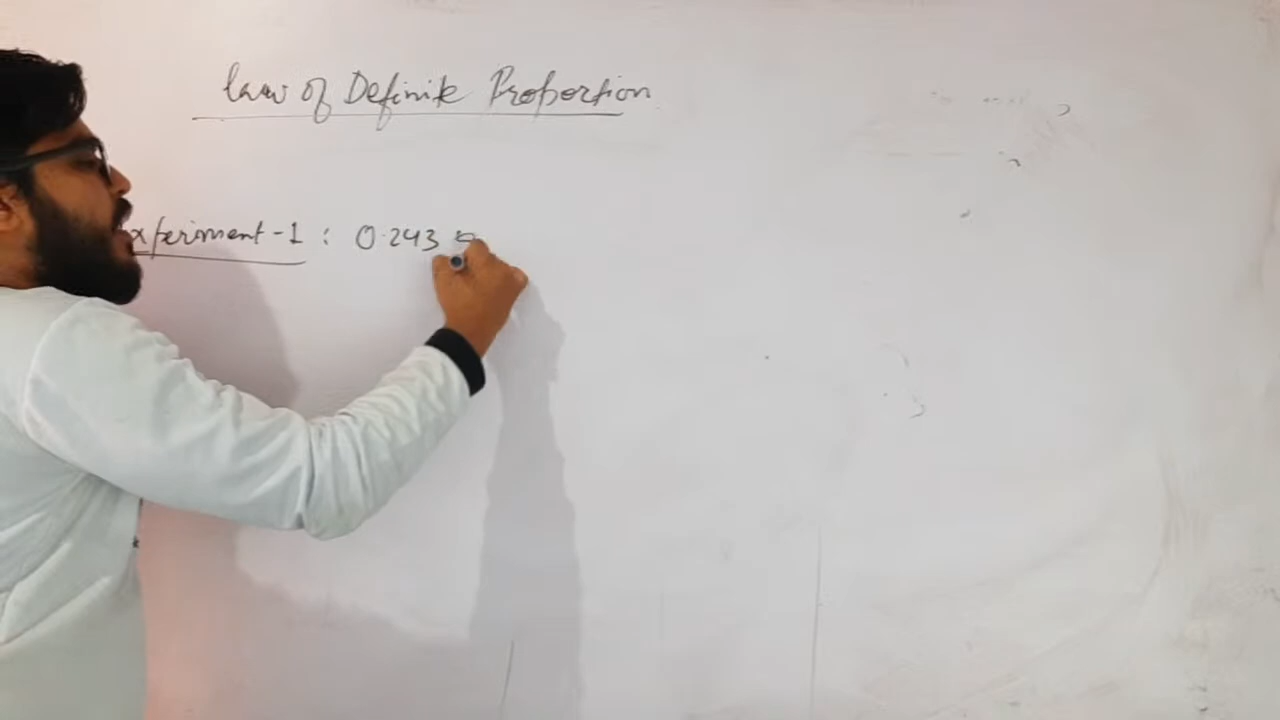 Law of Definite Proportion
xperiment-1 : 0.243